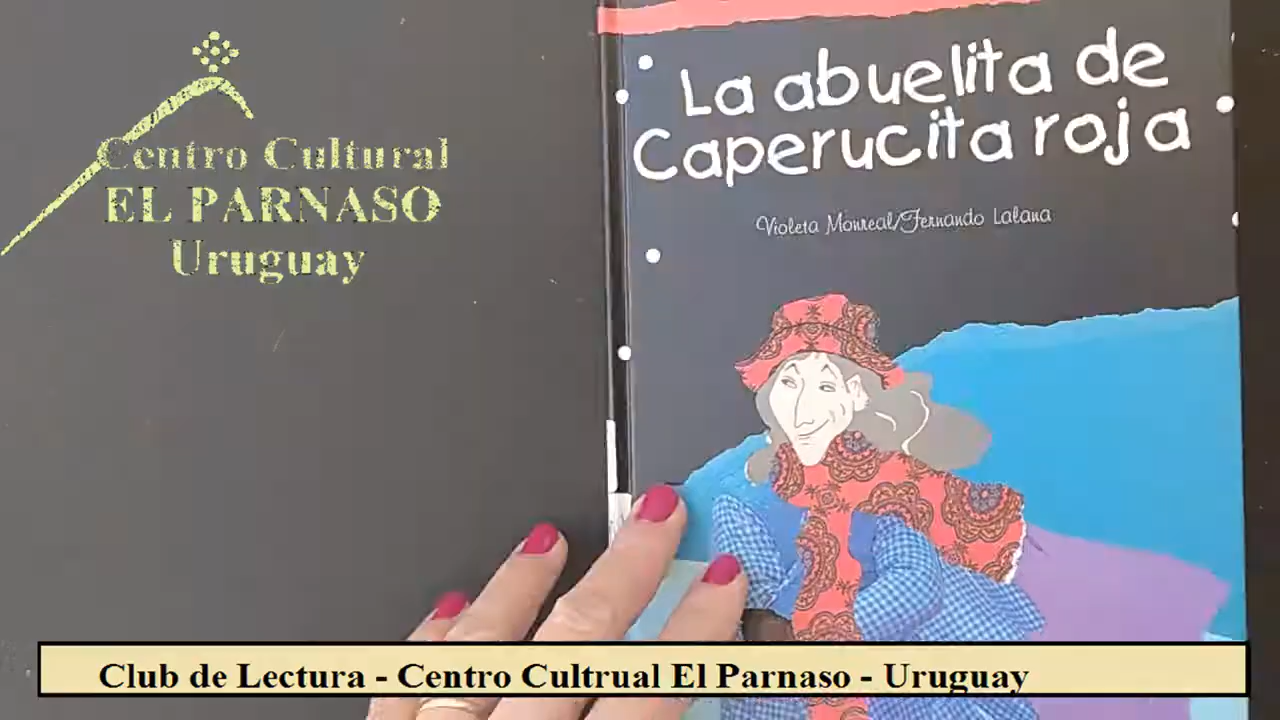 Centro Cultural
EL PARNASO
Uruguay
La abuelita de
Caperucita roja
Violeta Monreal/Fernando Lalana
Club de Lectura - Centro Cultrual El Parnaso - Uruguay